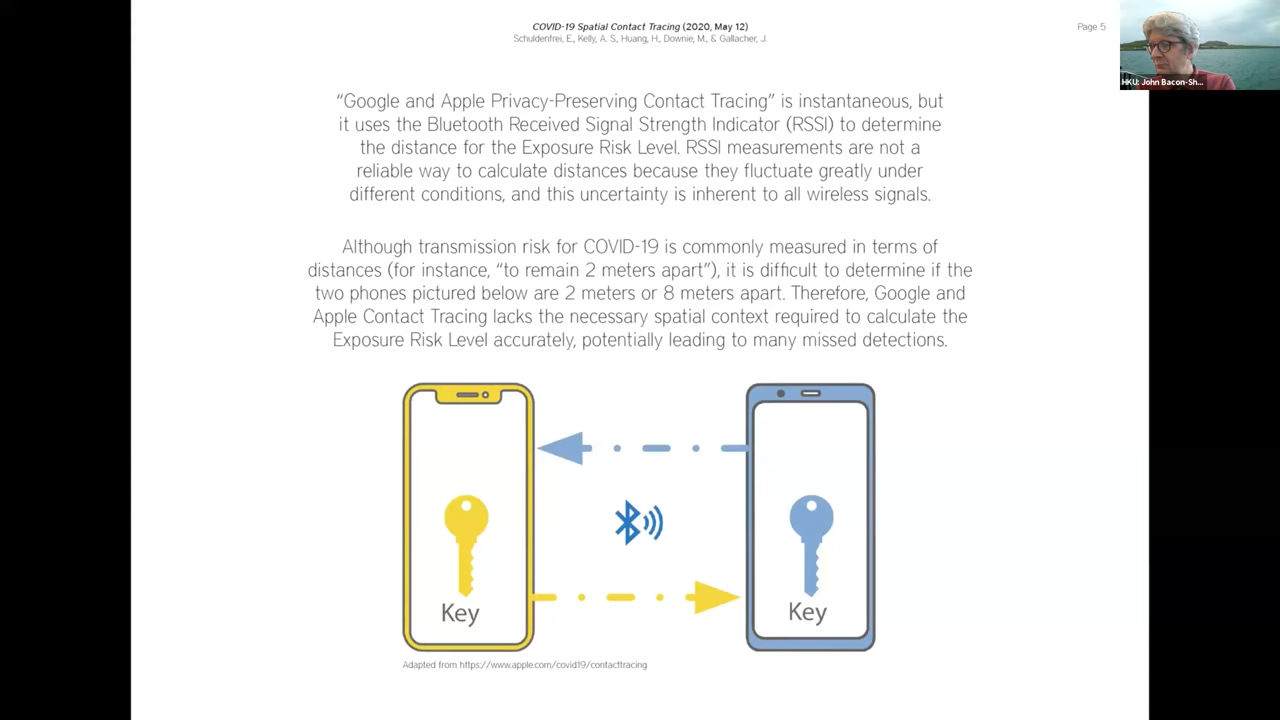 COVID-19 Spatial Contact Tracing (2020, May 12)
Schuldenfrei, E., Kelly, A. S., Huang, H., Downie, M., & Gallacher, J.
Page 5
HKU: John Bacon-Sh...
“Google and Apple Privacy-Preserving Contact Tracing” is instantaneous, but
it uses the Bluetooth Received Signal Strength Indicator (RSSI) to determine
the distance for the Exposure Risk Level. RSSI measurements are not a
reliable way to calculate distances because they fluctuate greatly under
different conditions, and this uncertainty is inherent to all wireless signals.
Although transmission risk for COVID-19 is commonly measured in terms of
distances (for instance, “to remain 2 meters apart”), it is difficult to determine if the
two phones pictured below are 2 meters or 8 meters apart. Therefore, Google and
Apple Contact Tracing lacks the necessary spatial context required to calculate the
Exposure Risk Level accurately, potentially leading to many missed detections.
Key
Key
Adapted from https://www.apple.com/covid19/contacttracing